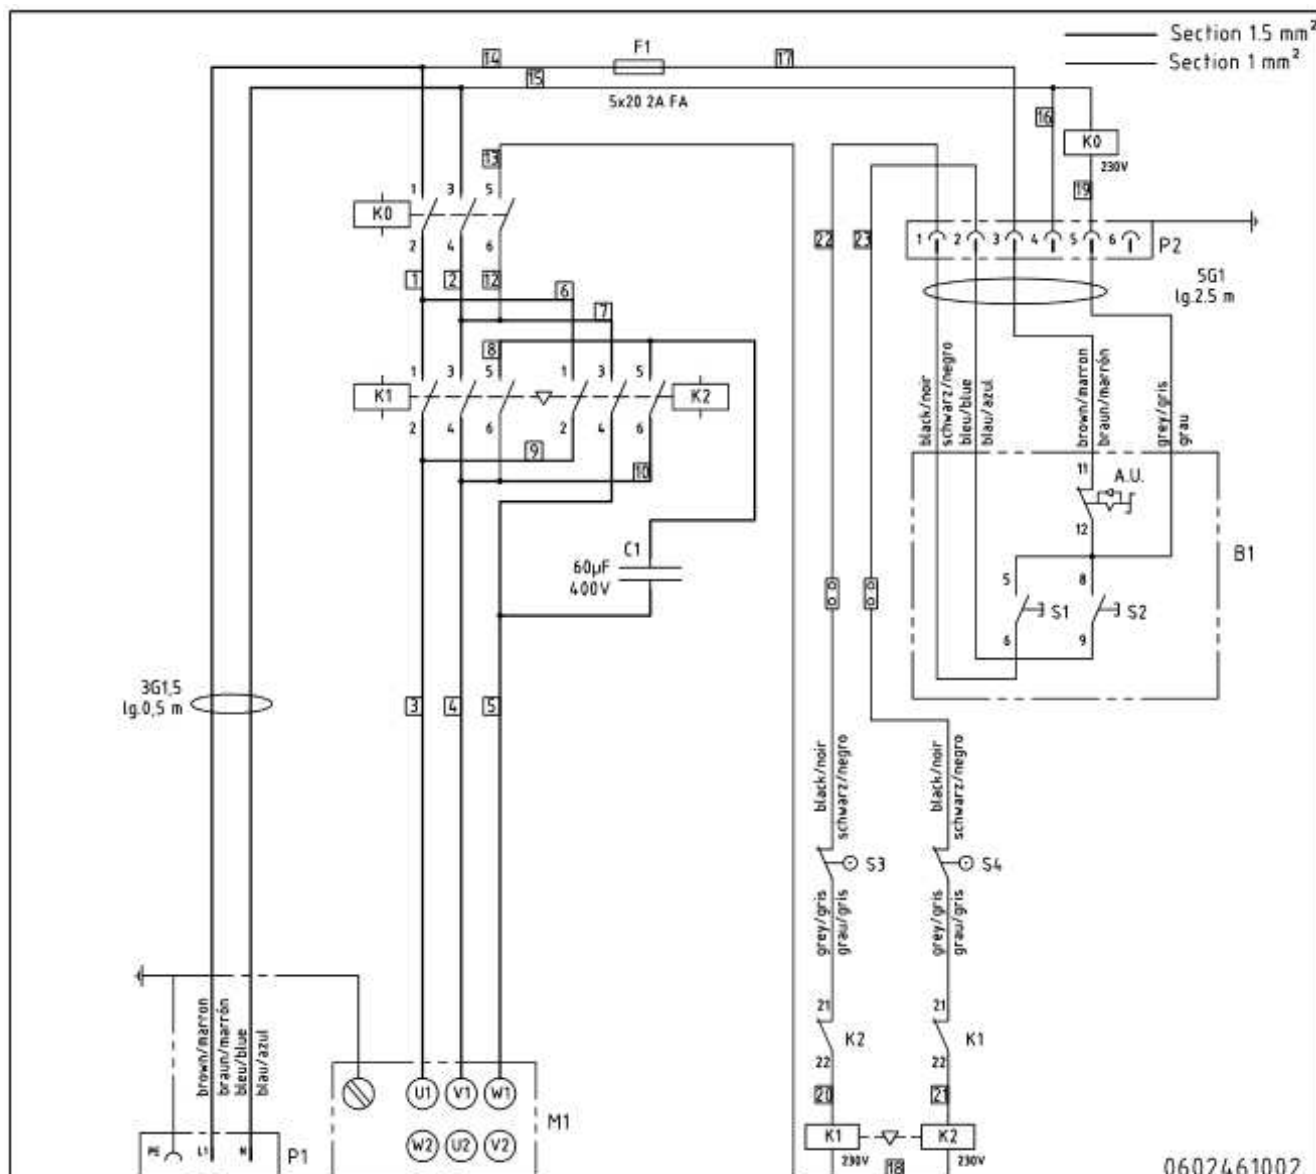 Section 1.5 mm²
Section 1 mm²
14
F1
17
15
5x20 2A FA
16
K0
230V
13
19
1 3 5
K0
2 4 6
22
23
1 2 3 4 5 6
P2
1 2 12
6
7
5G1
lg.2.5 m
8
1 3 5 1 3 5
K1
K2
2 4 6 2 4 6
9
10
black/noir
schwarz/negro
bleu/blue
blau/azul
brown/marron
braun/marrón
grey/gris
grau
11
A.U.
12
B1
C1
60µF
400V
5 8
S1
S2
6 9
3G1,5
lg.0,5 m
3 4 5
black/noir
schwarz/negro
black/noir
schwarz/negro
S3
S4
grey/gris
grau/gris
grey/gris
grau/gris
21 21
K2
K1
22 22
20
21
brown/marron
braun/marrón
bleu/blue
blau/azul
U1 V1 W1
M1
W2 U2 V2
K1
K2
230V
18
230V
PE L1 N
P1
0602461002